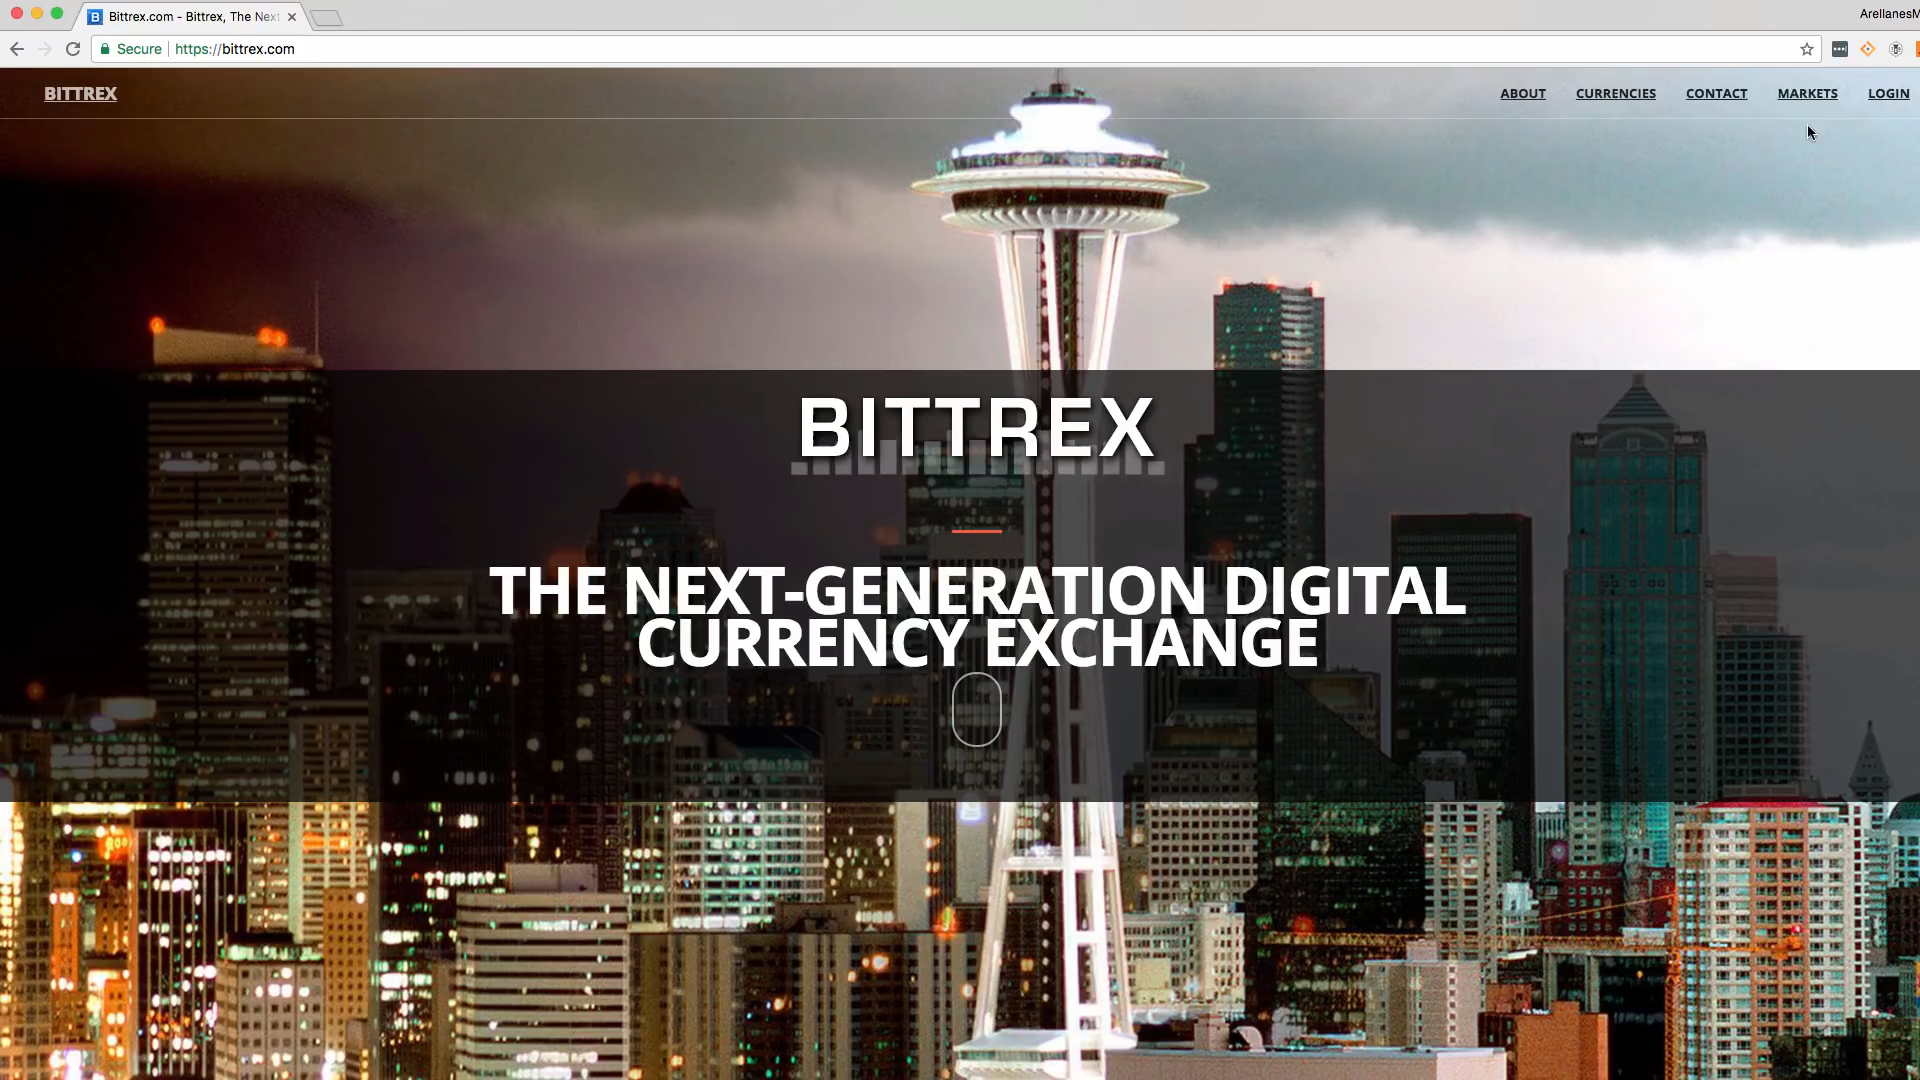 Bittrex.com - Bittrex, The Next
ArellanesM
Secure https://bittrex.com
BITTREX
ABOUT CURRENCIES CONTACT MARKETS LOGIN
BITTREX
THE NEXT-GENERATION DIGITAL
CURRENCY EXCHANGE